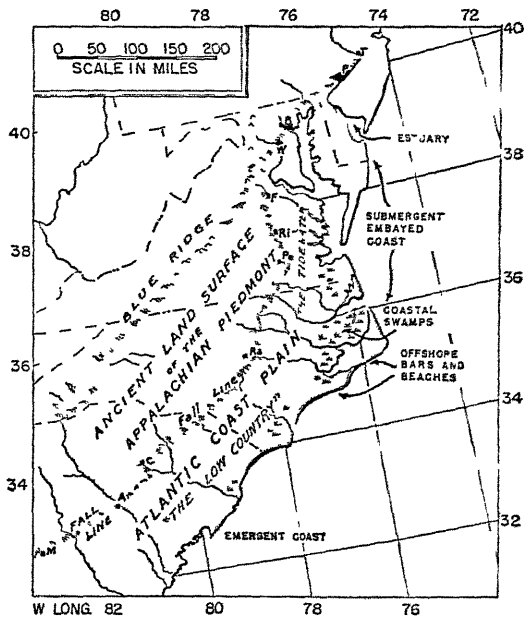 80 78 76 74 72
0 50 100 150 200
SCALE IN MILES
40
40
ESTUARY
38
SUBMERGENT
EMBAYED
COAST
BLUE RIDGE
ANCIENT LAND SURFACE
OF THE
APPALACHIAN PIEDMONT
TIDEWATER
F
Ri
Pe
Ra
C
M
38
36
COASTAL
SWAMPS
OFFSHORE
BARS AND
BEACHES
36
34
Fall Line
ATLANTIC COAST PLAIN
"THE LOW COUNTRY"
34
FALL
LINE
32
EMERGENT COAST
W LONG. 82 80 78 76